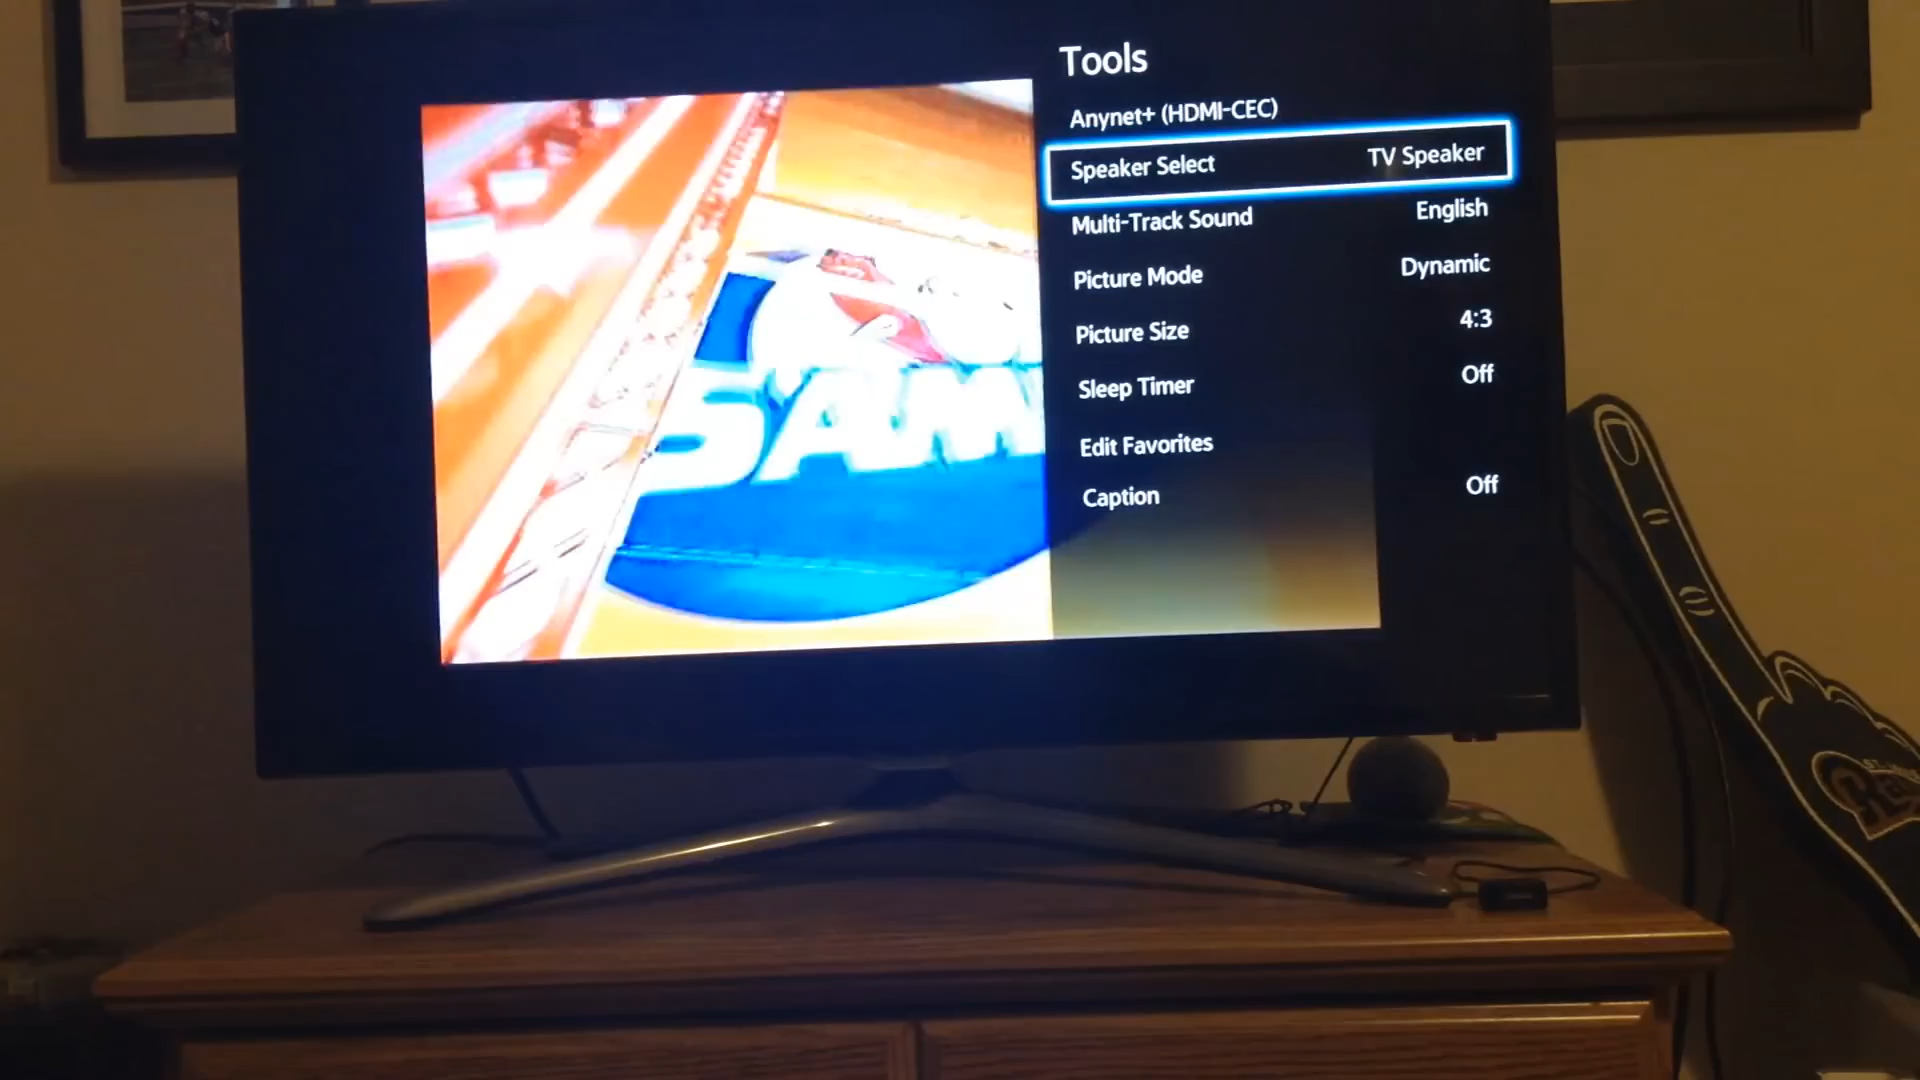 Tools
Anynet+ (HDMI-CEC)
Speaker Select TV Speaker
Multi-Track Sound English
Picture Mode Dynamic
Picture Size 4:3
Sleep Timer Off
Edit Favorites
Caption Off
SAM